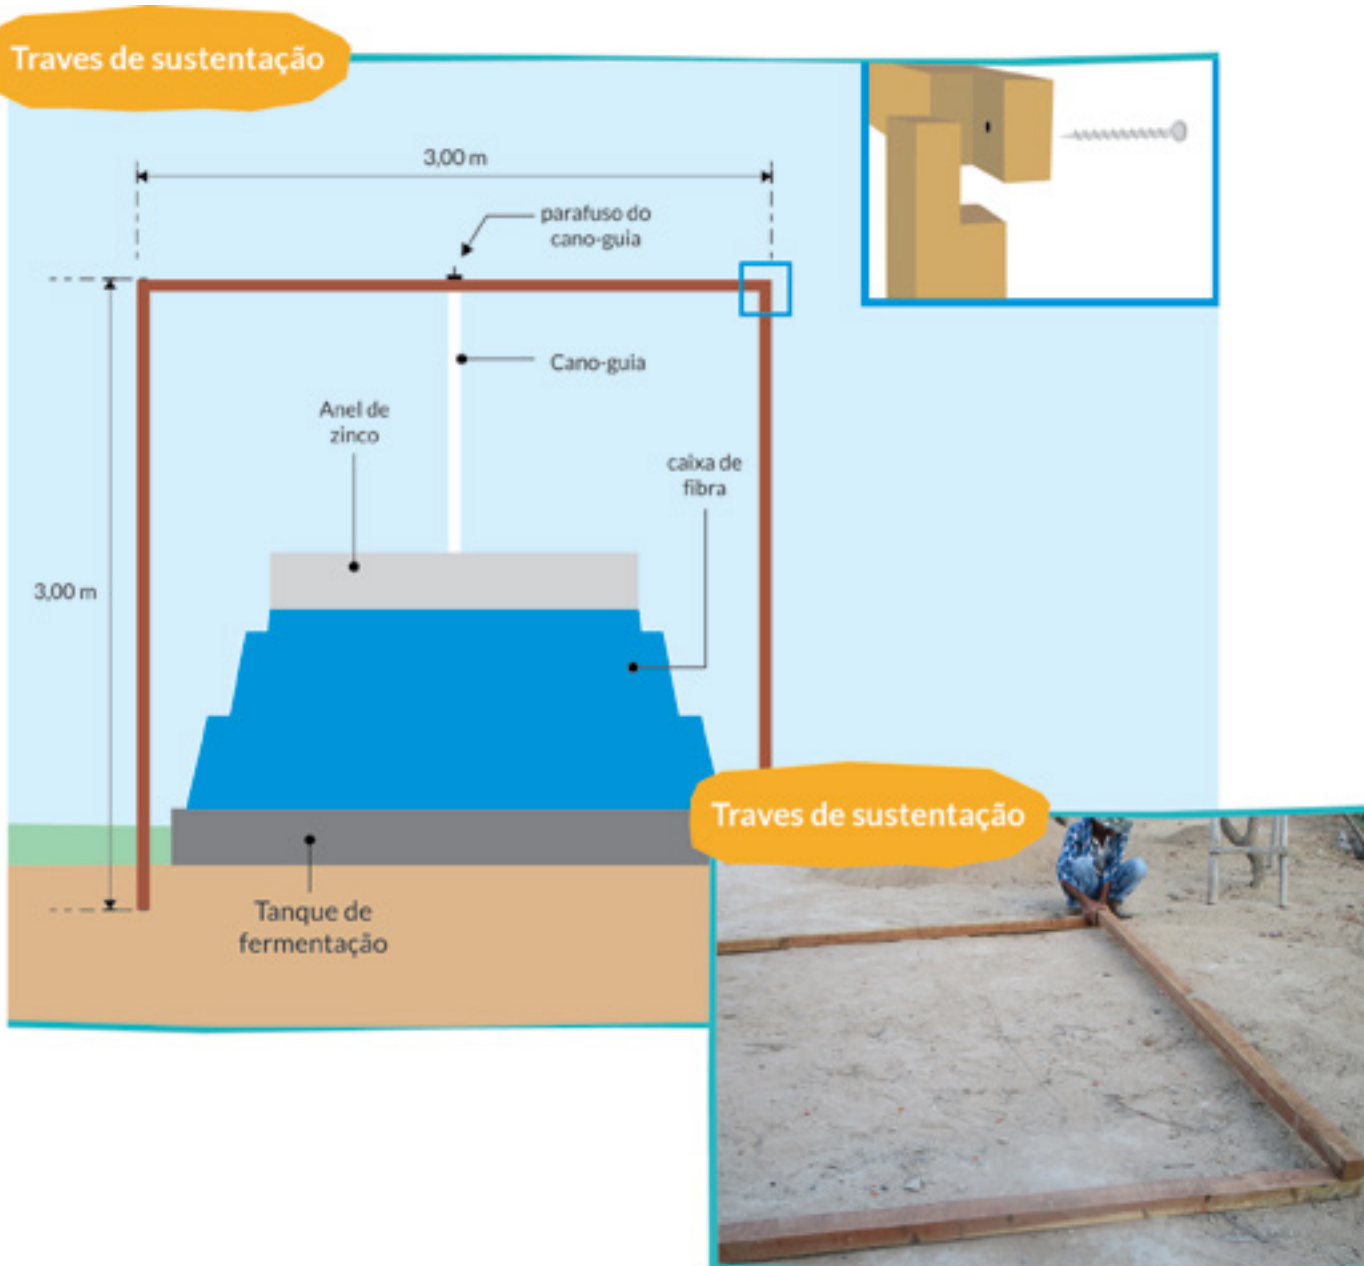 Traves de sustentação
3,00 m
parafuso do
cano-guia
Cano-guia
Anel de
zinco
caixa de
fibra
3,00 m
Traves de sustentação
Tanque de
fermentação